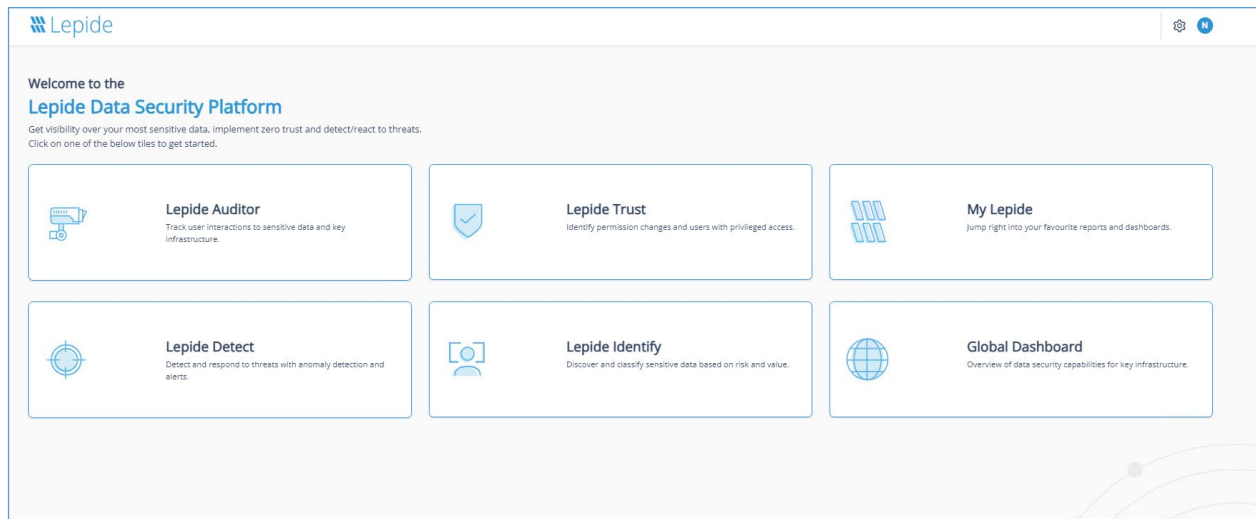 Lepide
N
Welcome to the
Lepide Data Security Platform
Get visibility over your most sensitive data, implement zero trust and detect/react to threats.
Click on one of the below tiles to get started.
Lepide Auditor
Track user interactions to sensitive data and key
infrastructure.
Lepide Trust
Identify permission changes and users with privileged access.
My Lepide
Jump right into your favourite reports and dashboards.
Lepide Detect
Detect and respond to threats with anomaly detection and
alerts.
Lepide Identify
Discover and classify sensitive data based on risk and value.
Global Dashboard
Overview of data security capabilities for key infrastructure.